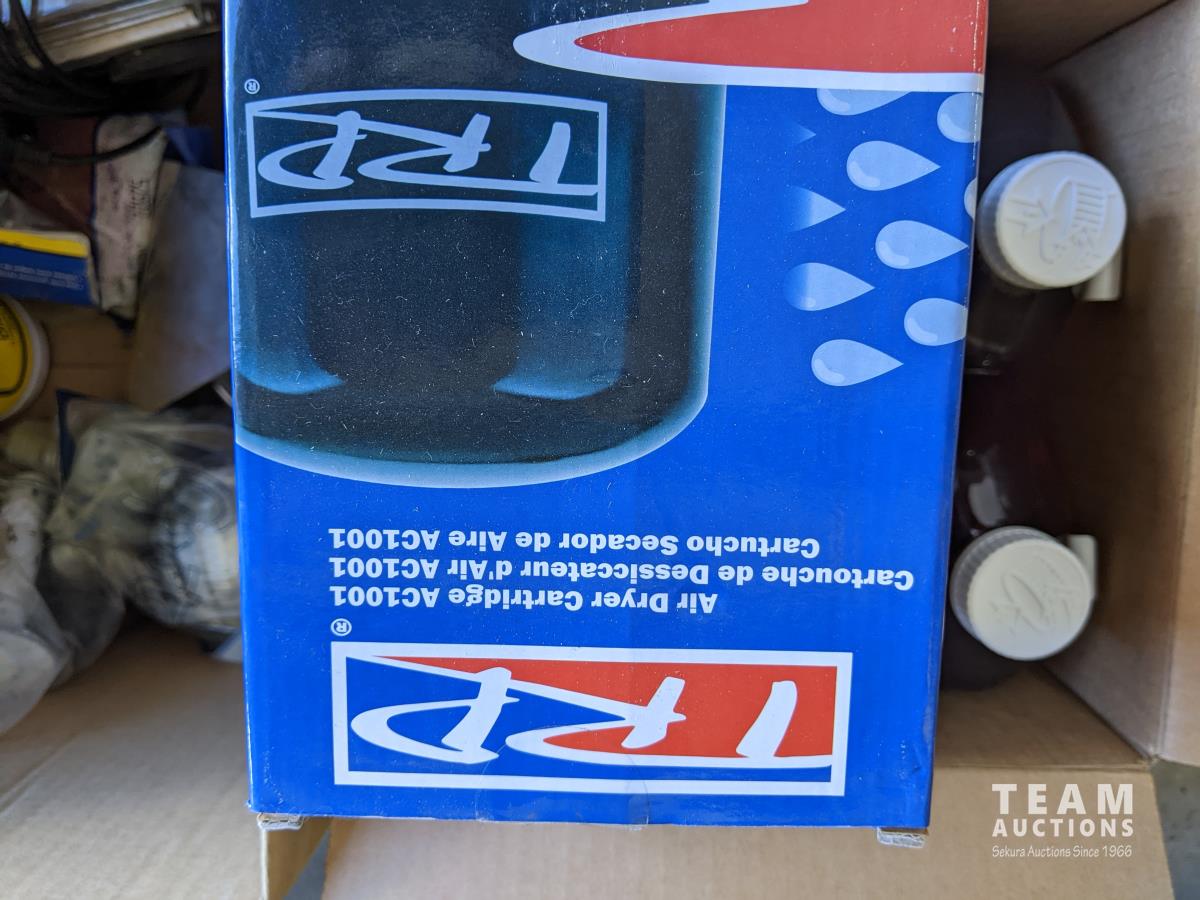 TRP®
Air Dryer Cartridge AC1001
Cartouche de Dessiccateur d'Air AC1001
Cartucho Secador de Aire AC1001
TRP®
TEAM
AUCTIONS
Sekura Auctions Since 1966